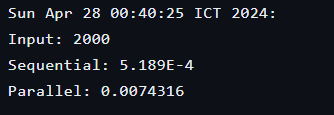 Sun Apr 28 00:40:25 ICT 2024:
Input: 2000
Sequential: 5.189E-4
Parallel: 0.0074316